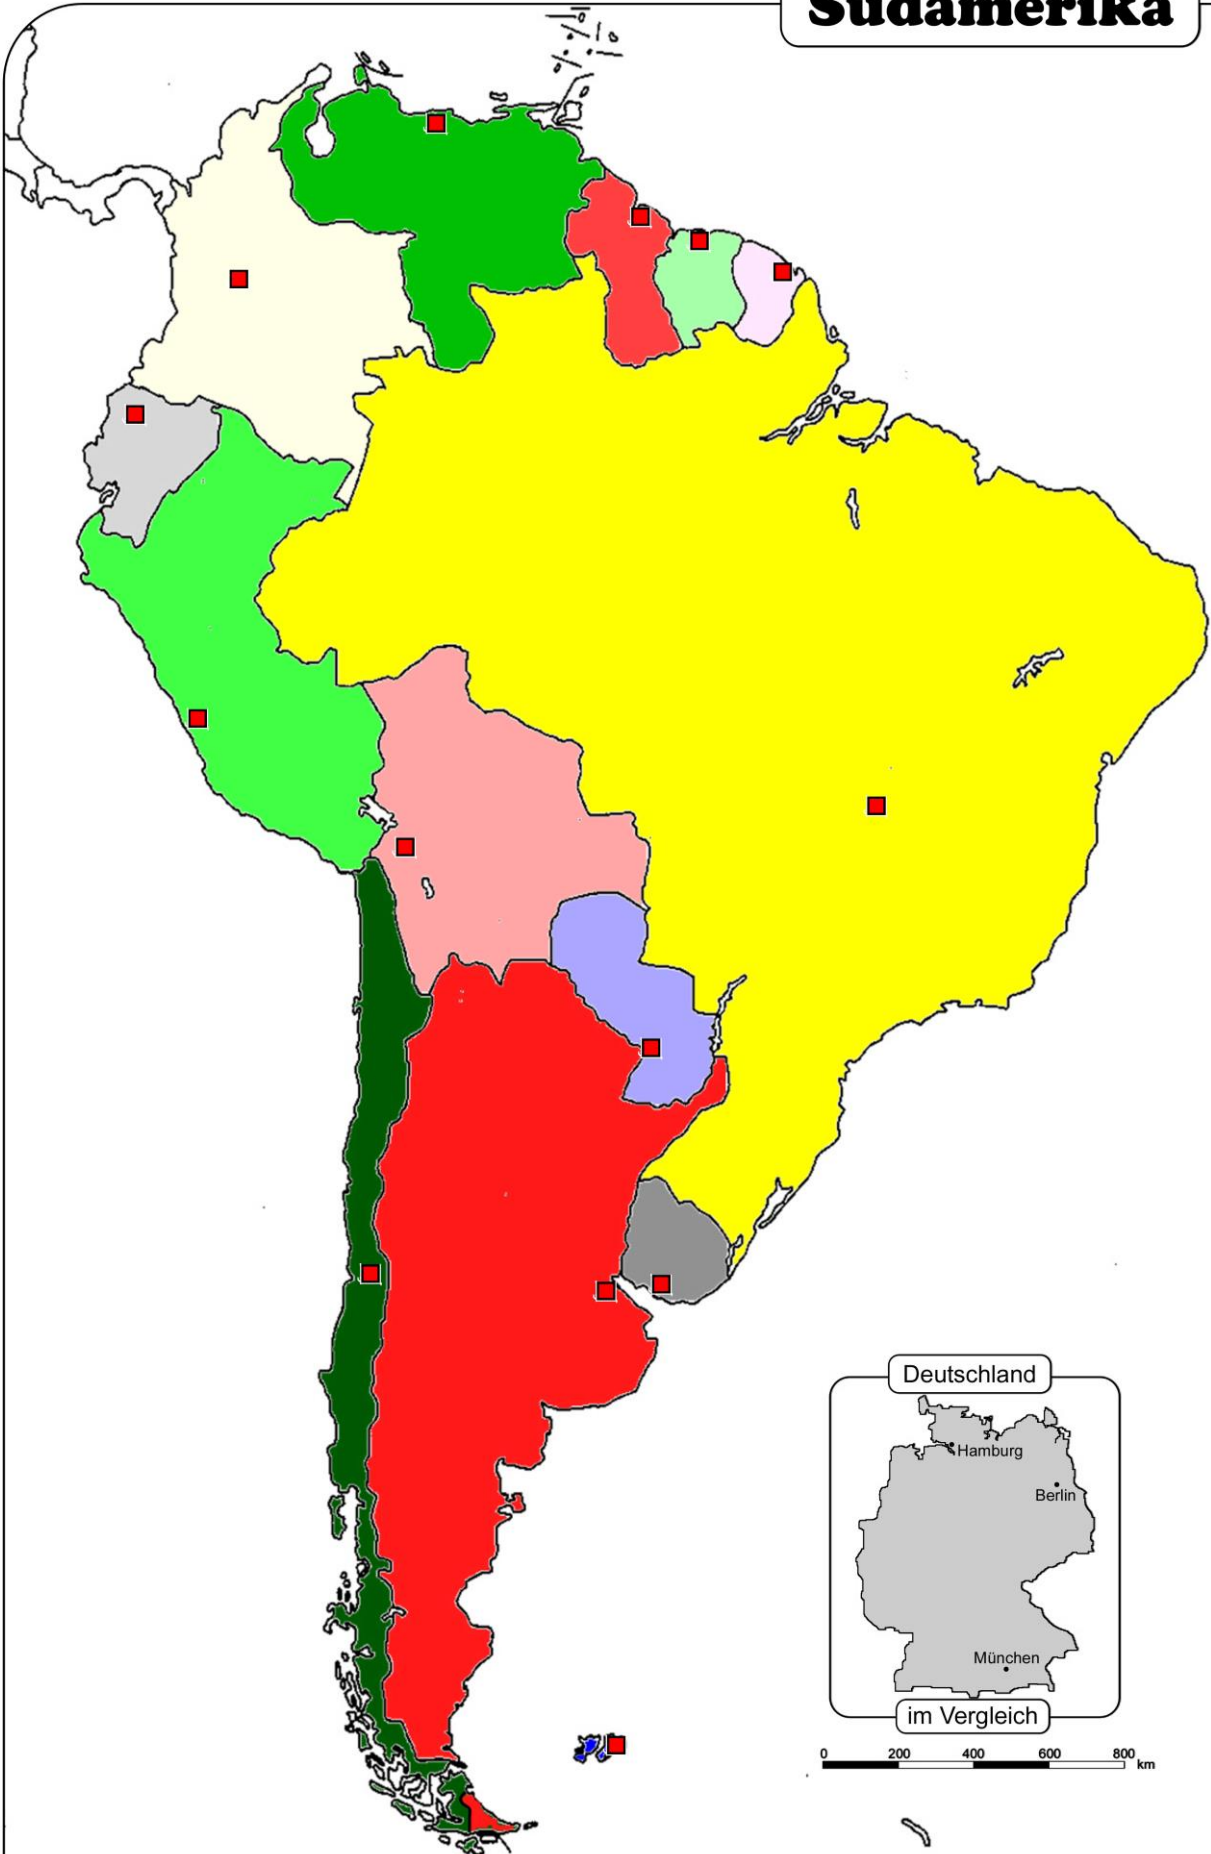 Südamerika
Deutschland
Hamburg
Berlin
München
im Vergleich
0 200 400 600 800 km